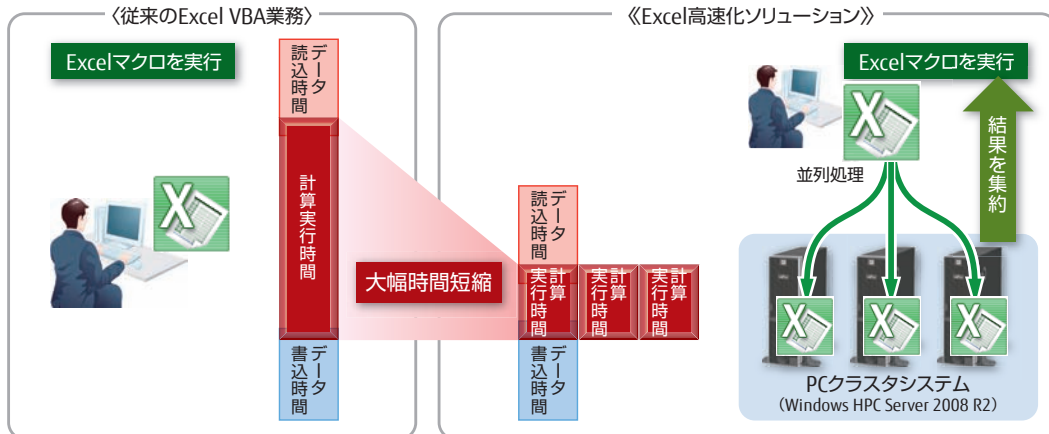 〈従来のExcel VBA業務〉
Excelマクロを実行
データ
読込時間
計算実行時間
データ
書込時間
大幅時間短縮
《Excel高速化ソリューション》
データ
読込時間
計算
実行時間
計算
実行時間
計算
実行時間
データ
書込時間
Excelマクロを実行
並列処理
結果を集約
PCクラスタシステム
(Windows HPC Server 2008 R2)